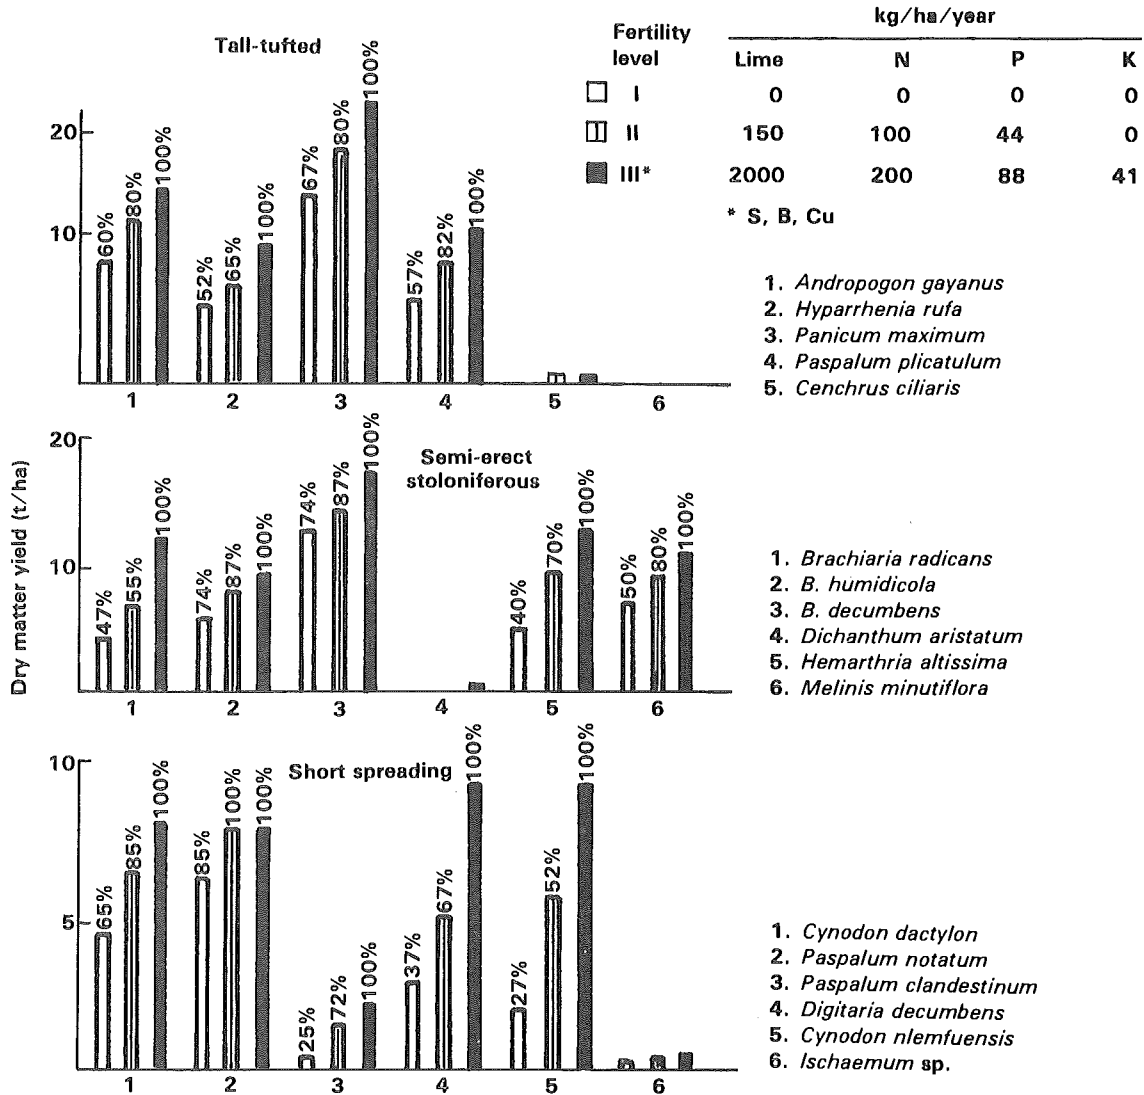 Tall-tufted
Fertility level
kg/ha/year
Lime N P K
I 0 0 0 0
II 150 100 44 0
III* 2000 200 88 41
* S, B, Cu
20
10
60% 80% 100%
52% 65% 100%
67% 80% 100%
57% 82% 100%
1 2 3 4 5 6
1. Andropogon gayanus
2. Hyparrhenia rufa
3. Panicum maximum
4. Paspalum plicatulum
5. Cenchrus ciliaris
Dry matter yield (t/ha)
Semi-erect
stoloniferous
20
10
47% 55% 100%
74% 87% 100%
74% 87% 100%
40% 70% 100%
50% 80% 100%
1 2 3 4 5 6
1. Brachiaria radicans
2. B. humidicola
3. B. decumbens
4. Dichanthum aristatum
5. Hemarthria altissima
6. Melinis minutiflora
Short spreading
10
5
65% 85% 100%
85% 100% 100%
25% 72% 100%
37% 67% 100%
27% 52% 100%
1 2 3 4 5 6
1. Cynodon dactylon
2. Paspalum notatum
3. Paspalum clandestinum
4. Digitaria decumbens
5. Cynodon nlemfuensis
6. Ischaemum sp.